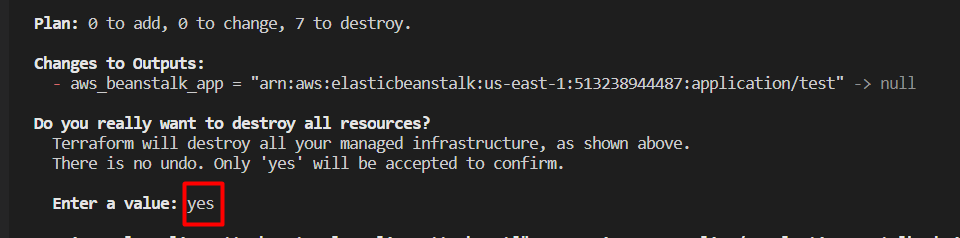 Plan: 0 to add, 0 to change, 7 to destroy.
Changes to Outputs:
- aws_beanstalk_app = "arn:aws:elasticbeanstalk:us-east-1:513238944487:application/test" -> null
Do you really want to destroy all resources?
Terraform will destroy all your managed infrastructure, as shown above.
There is no undo. Only 'yes' will be accepted to confirm.
Enter a value: yes